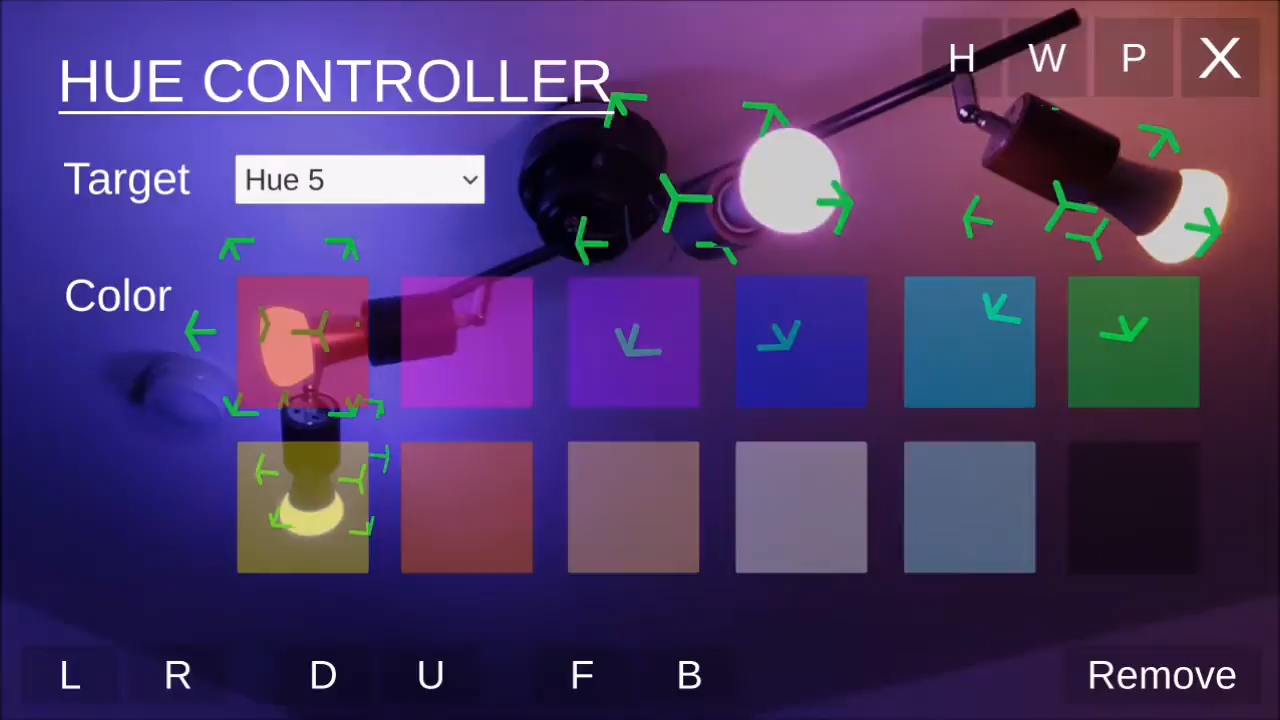 HUE CONTROLLER
H W P X
Target Hue 5
Color
L R D U F B Remove